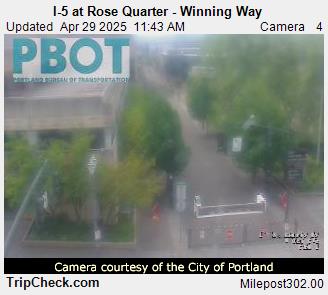 I-5 at Rose Quarter - Winning Way
Updated Apr 29 2025 11:43 AM Camera 4
PBOT
PORTLAND BUREAU OF TRANSPORTATION
Camera courtesy of the City of Portland
TripCheck.com Milepost302.00